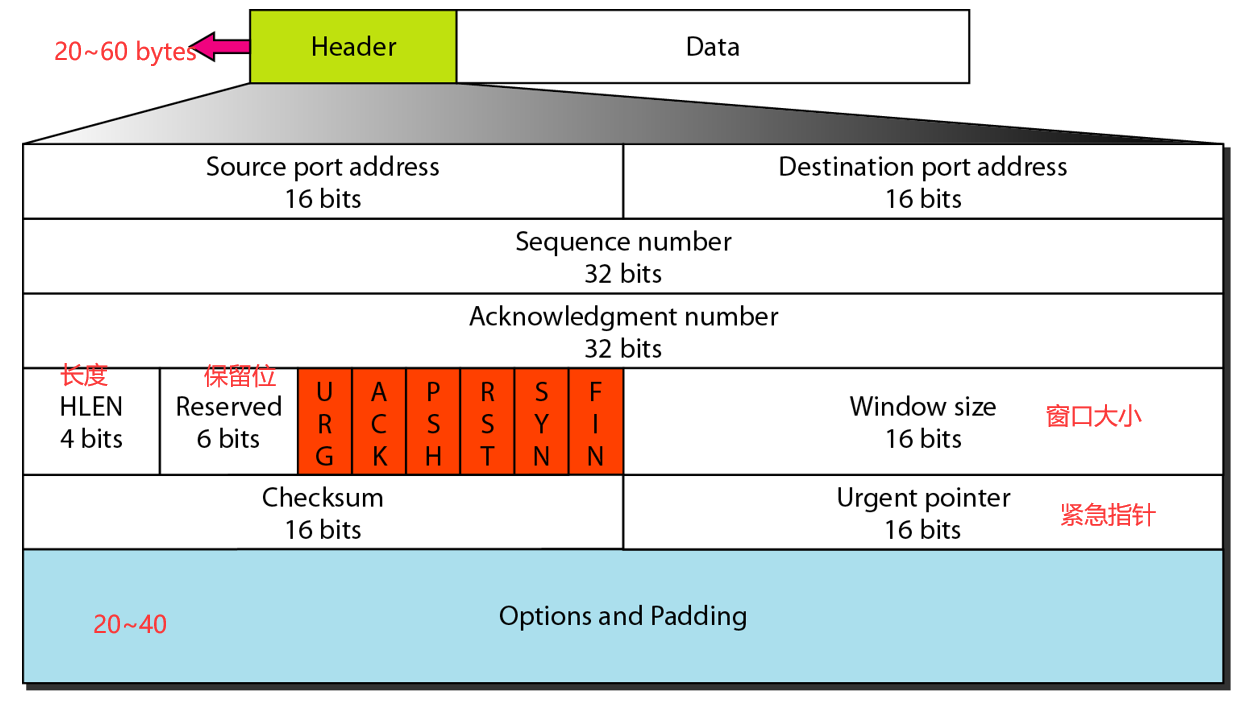 20~60 bytes
Header
Data
Source port address
16 bits
Destination port address
16 bits
Sequence number
32 bits
Acknowledgment number
32 bits
长度
HLEN
4 bits
保留位
Reserved
6 bits
URG
ACK
PSH
RST
SYN
FIN
Window size
16 bits
窗口大小
Checksum
16 bits
Urgent pointer
16 bits
紧急指针
20~40
Options and Padding